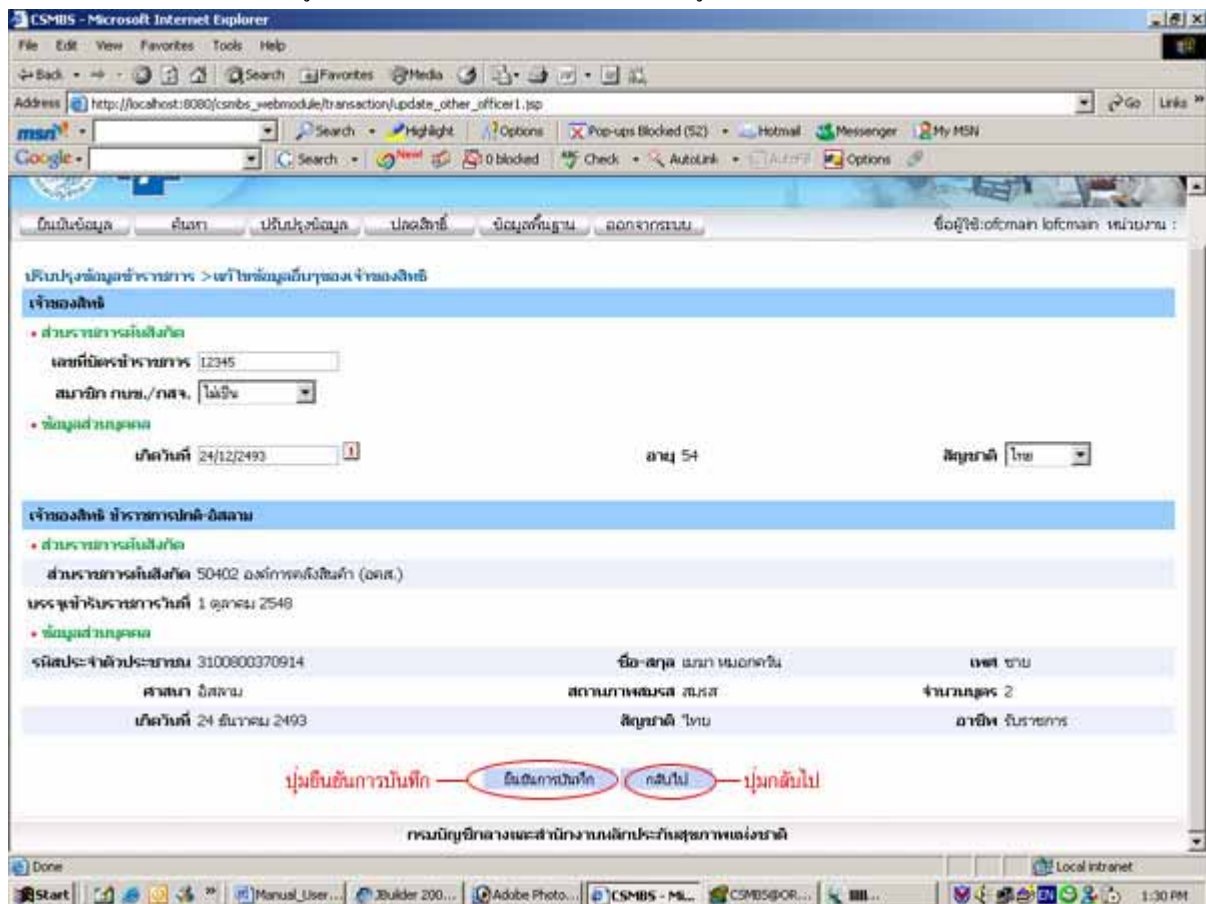 CSMBS - Microsoft Internet Explorer
File Edit View Favorites Tools Help
Back Search Favorites Media
Address http://localhost:8080/csmbs_webmodule/transaction/update_other_officer1.jsp Go Links »
msn Search Highlight Options Pop-ups Blocked (52) Hotmail Messenger My MSN
Google Search New! 0 blocked Check AutoLink AutoFill Options
ยืนยันข้อมูล ค้นหา ปรับปรุงข้อมูล ปลดสิทธิ์ ข้อมูลพื้นฐาน ออกจากระบบ ชื่อผู้ใช้:ofcmain lofcmain หน่วยงาน :
ปรับปรุงข้อมูลข้าราชการ >แก้ไขข้อมูลอื่นๆของเจ้าของสิทธิ
เจ้าของสิทธิ
• ส่วนราชการต้นสังกัด
เลขที่บัตรข้าราชการ 12345
สมาชิก กบข./กสจ. ไม่เป็น
• ข้อมูลส่วนบุคคล
เกิดวันที่ 24/12/2493 อายุ 54 สัญชาติ ไทย
เจ้าของสิทธิ ข้าราชการปกติ-อิสลาม
• ส่วนราชการต้นสังกัด
ส่วนราชการต้นสังกัด 50402 องค์การคลังสินค้า (อคส.)
บรรจุเข้ารับราชการวันที่ 1 ตุลาคม 2548
• ข้อมูลส่วนบุคคล
รหัสประจำตัวประชาชน 3100800370914 ชื่อ-สกุล เมฆา หมอกควัน เพศ ชาย
ศาสนา อิสลาม สถานภาพสมรส สมรส จำนวนบุตร 2
เกิดวันที่ 24 ธันวาคม 2493 สัญชาติ ไทย อาชีพ รับราชการ
ปุ่มยืนยันการบันทึก ยืนยันการบันทึก กลับไป ปุ่มกลับไป
กรมบัญชีกลางและสำนักงานหลักประกันสุขภาพแห่งชาติ
Done Local intranet
Start » Manual_User... JBuilder 200... Adobe Photo... CSMBS - Mi... CSMBS@OR... EN 1:30 PM